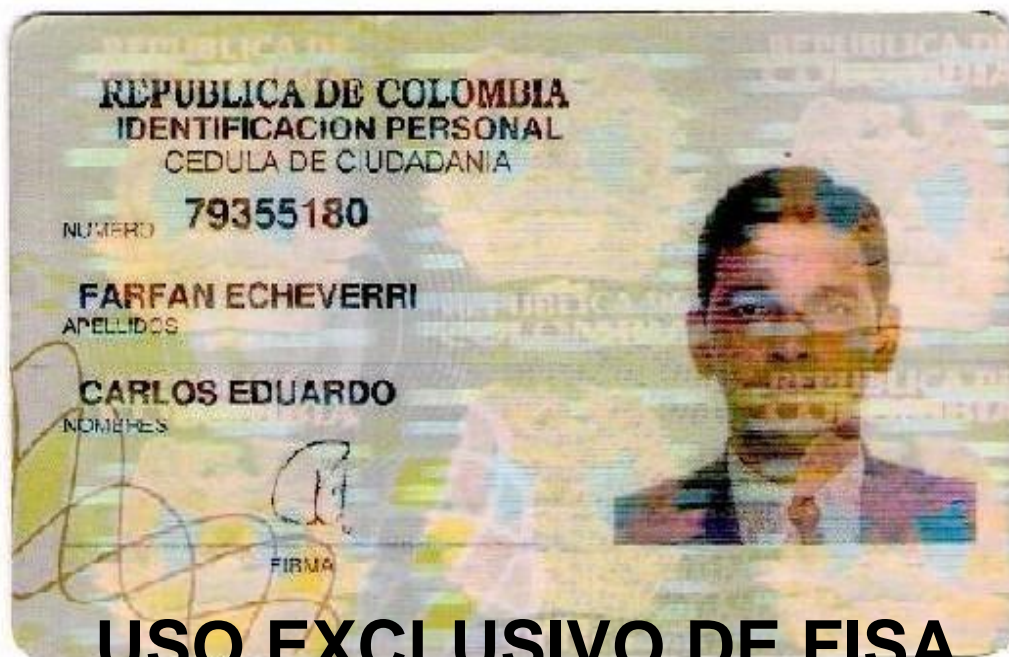 REPUBLICA DE COLOMBIA
IDENTIFICACION PERSONAL
CEDULA DE CIUDADANIA
NUMERO 79355180
FARFAN ECHEVERRI
APELLIDOS
CARLOS EDUARDO
NOMBRES
FIRMA
USO EXCLUSIVO DE FISA